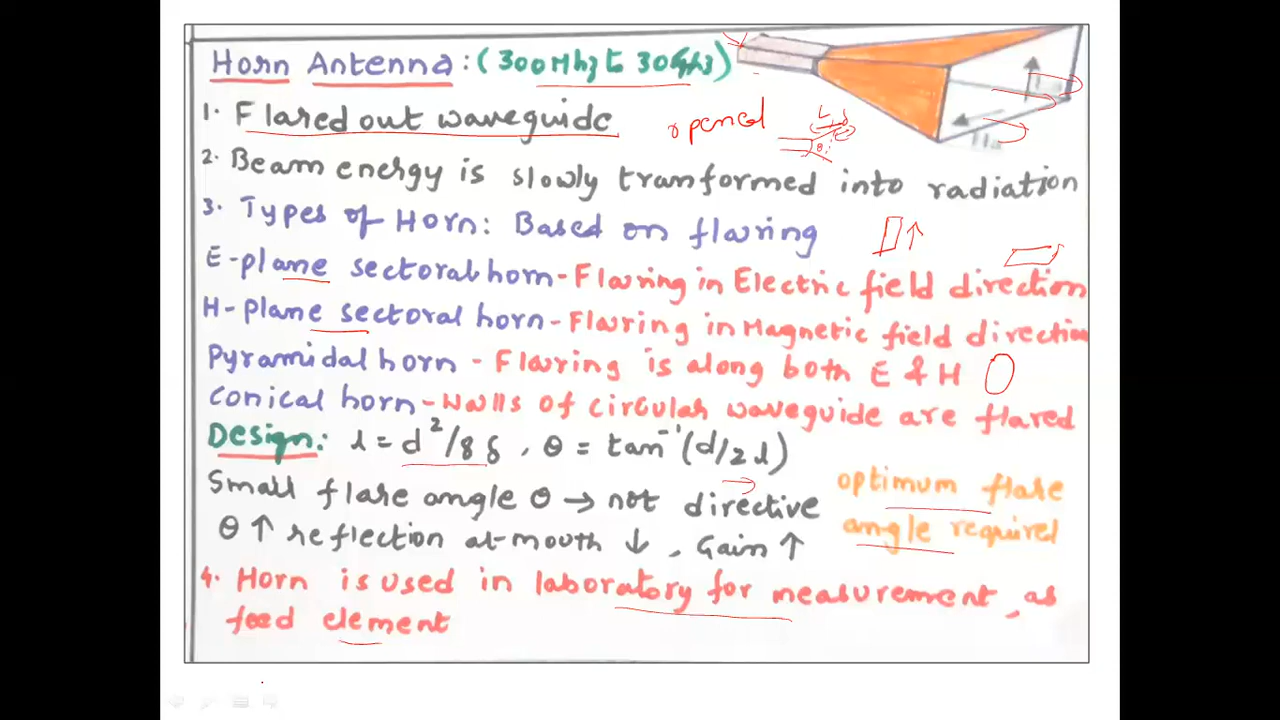 Horn Antenna: (300Mhz to 30Ghz)
1. Flared out waveguide opened
L d
θ
2. Beam energy is slowly transformed into radiation
3. Types of Horn: Based on flaring
E-plane sectoral horn - Flaring in Electric field direction
H-plane sectoral horn - Flaring in Magnetic field direction
Pyramidal horn - Flaring is along both E & H
Conical horn - Walls of circular waveguide are flared
Design: l = d²/8δ, θ = tan⁻¹(d/2l)
Small flare angle θ → not directive
θ ↑ reflection at mouth ↓, Gain ↑
optimum flare
angle required
4. Horn is used in laboratory for measurement, as
feed element